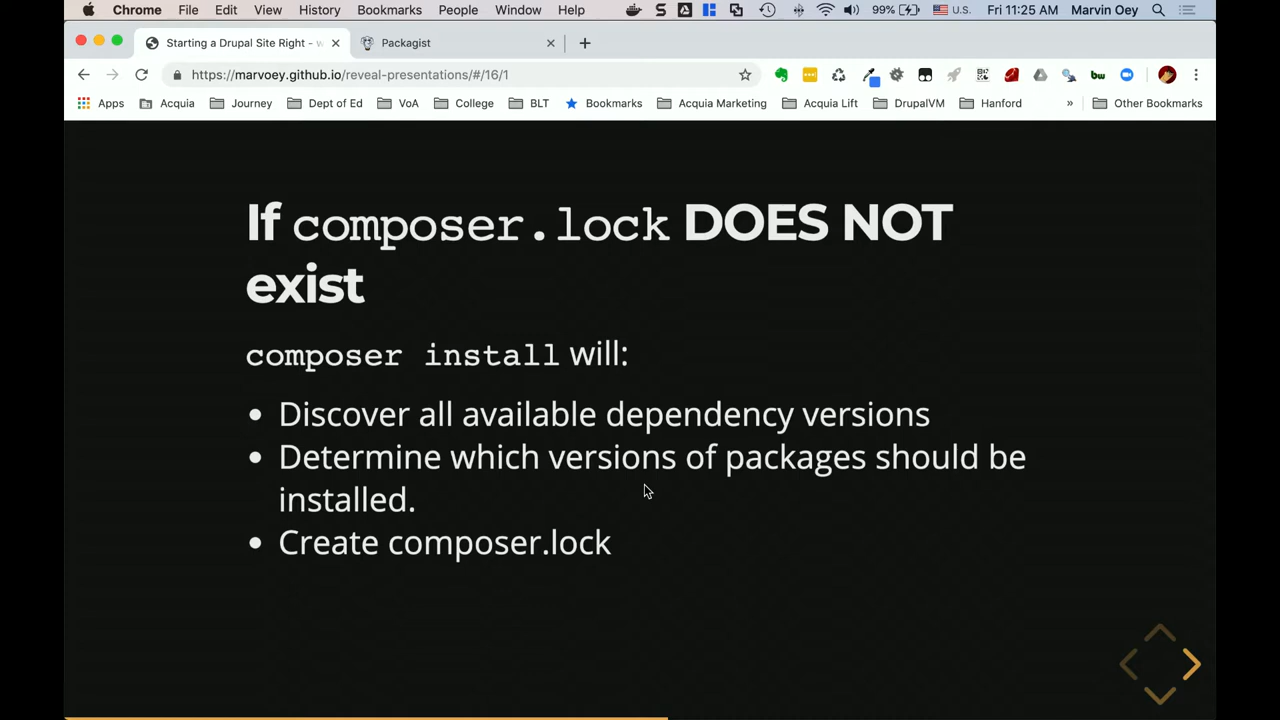 Chrome File Edit View History Bookmarks People Window Help 99% U.S. Fri 11:25 AM Marvin Oey
Starting a Drupal Site Right - Packagist
https://marvoey.github.io/reveal-presentations/#/16/1
Apps Acquia Journey Dept of Ed VoA College BLT Bookmarks Acquia Marketing Acquia Lift DrupalVM Hanford » Other Bookmarks
If composer.lock DOES NOT
exist
composer install will:
• Discover all available dependency versions
• Determine which versions of packages should be
installed.
• Create composer.lock